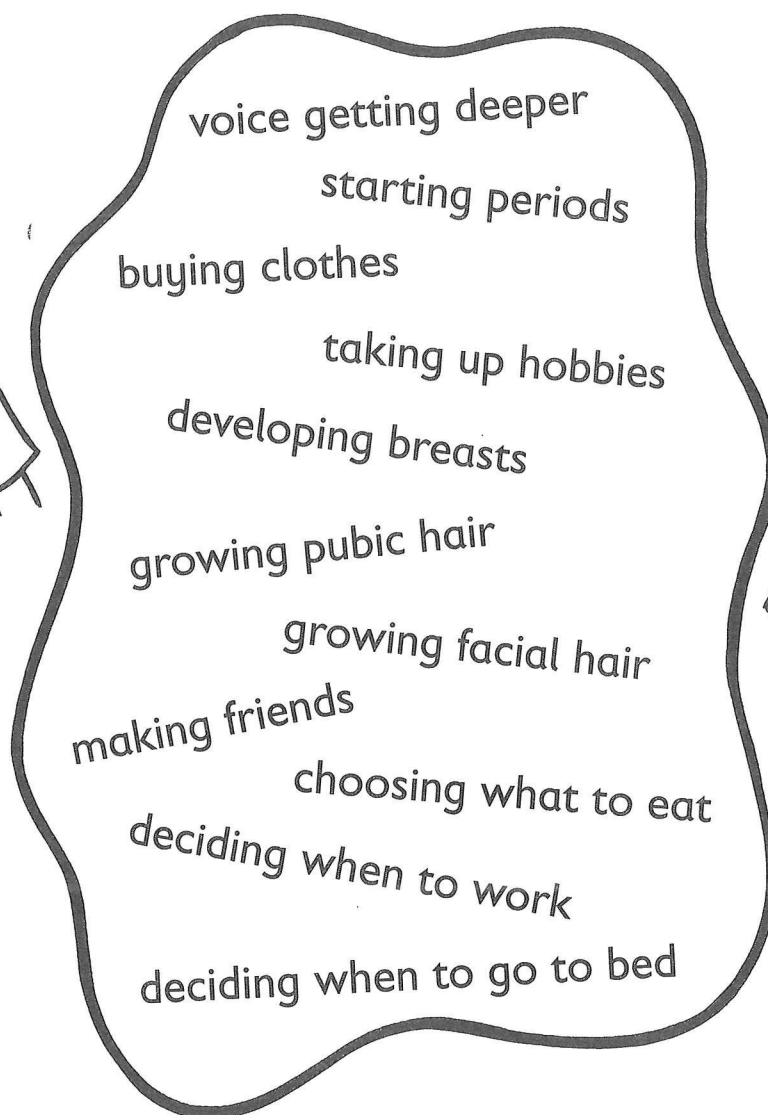 voice getting deeper
starting periods
buying clothes
taking up hobbies
developing breasts
growing pubic hair
growing facial hair
making friends
choosing what to eat
deciding when to work
deciding when to go to bed